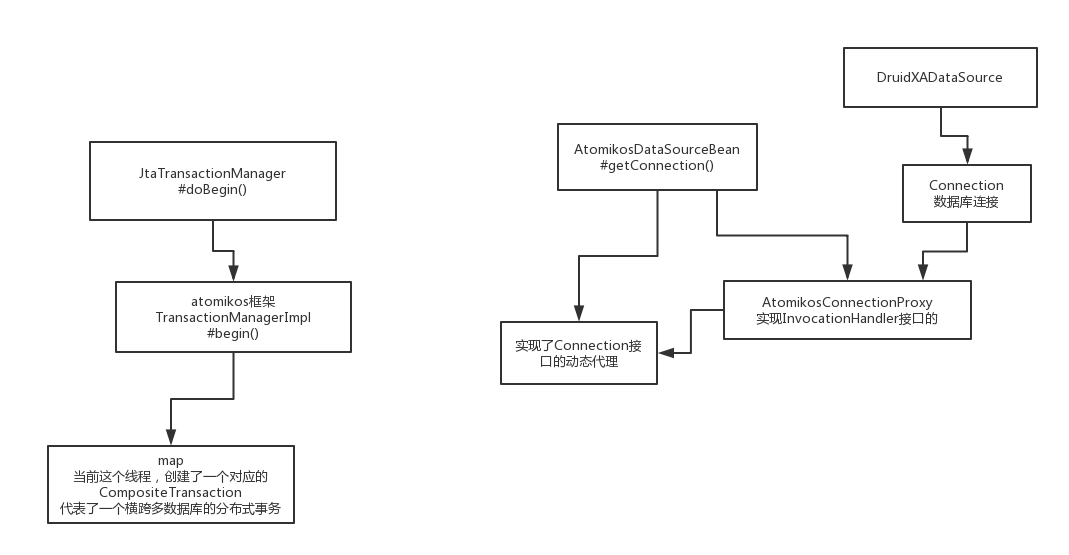 JtaTransactionManager
#doBegin()
atomikos框架
TransactionManagerImpl
#begin()
map
当前这个线程，创建了一个对应的
CompositeTransaction
代表了一个横跨多数据库的分布式事务
DruidXADataSource
AtomikosDataSourceBean
#getConnection()
Connection
数据库连接
AtomikosConnectionProxy
实现InvocationHandler接口的
实现了Connection接
口的动态代理